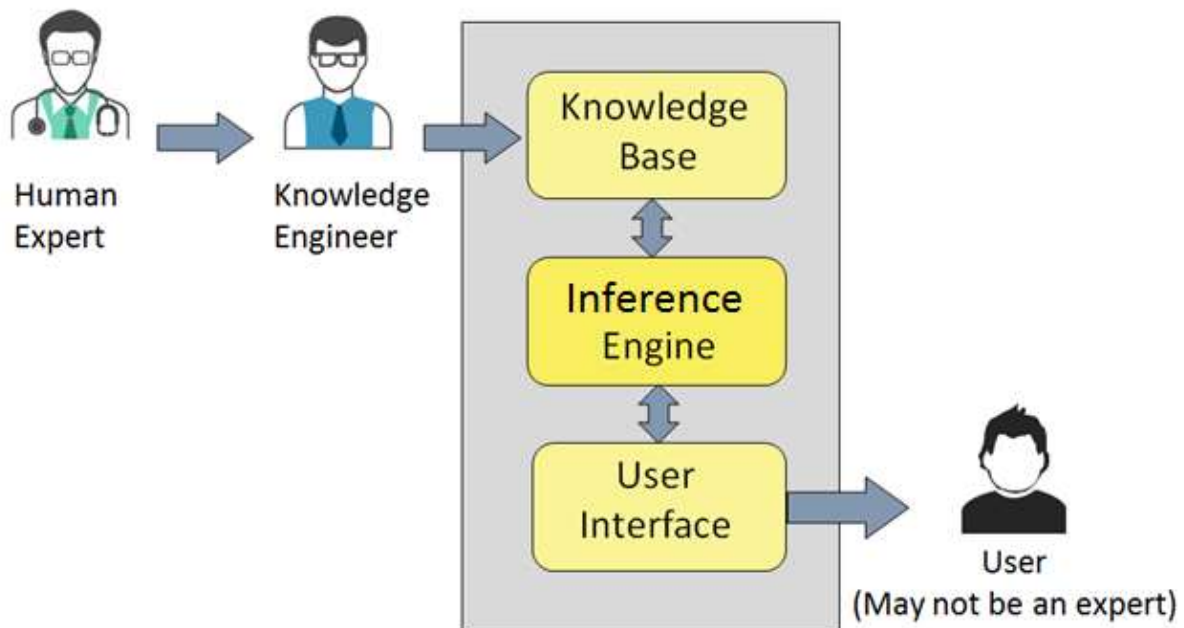 Human
Expert
Knowledge
Engineer
Knowledge
Base
Inference
Engine
User
Interface
User
(May not be an expert)